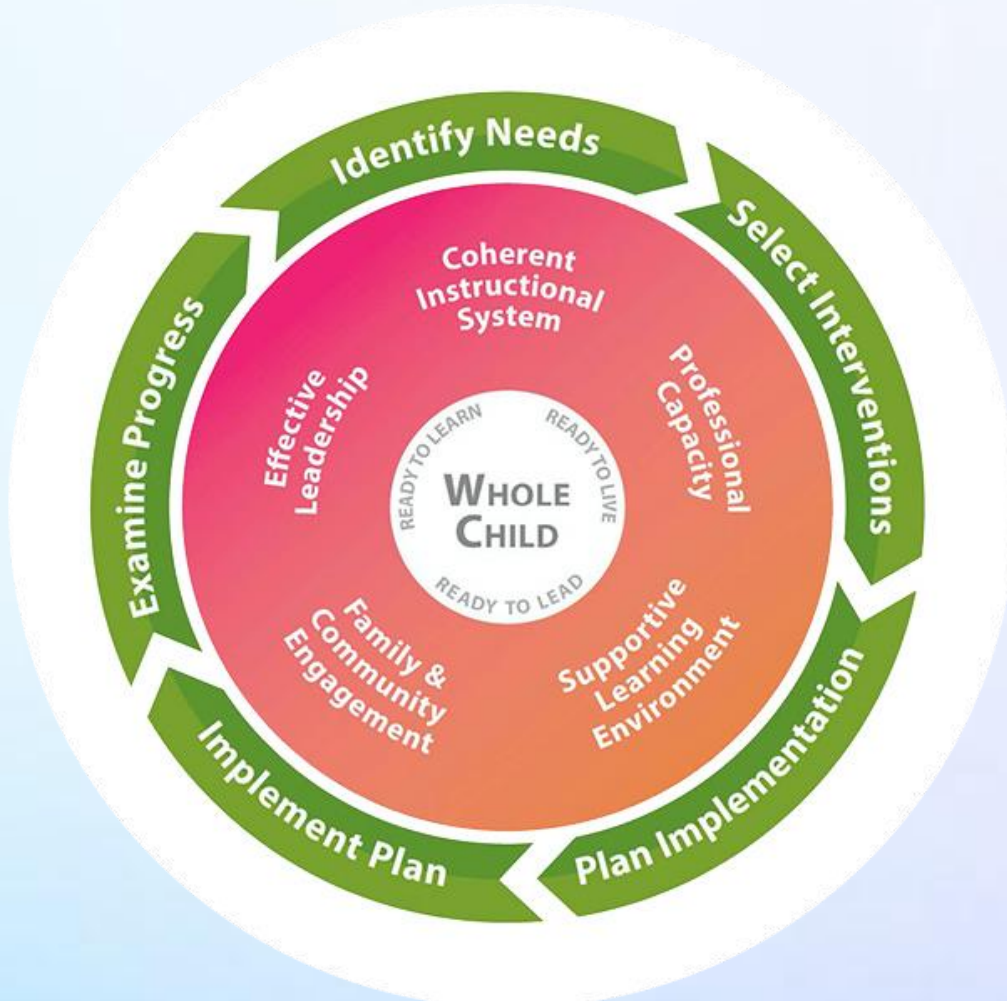 Identify Needs
Select Interventions
Plan Implementation
Implement Plan
Examine Progress
Coherent
Instructional
System
Professional
Capacity
Supportive
Learning
Environment
Family &
Community
Engagement
Effective
Leadership
READY TO LEARN
READY TO LIVE
READY TO LEAD
WHOLE
CHILD